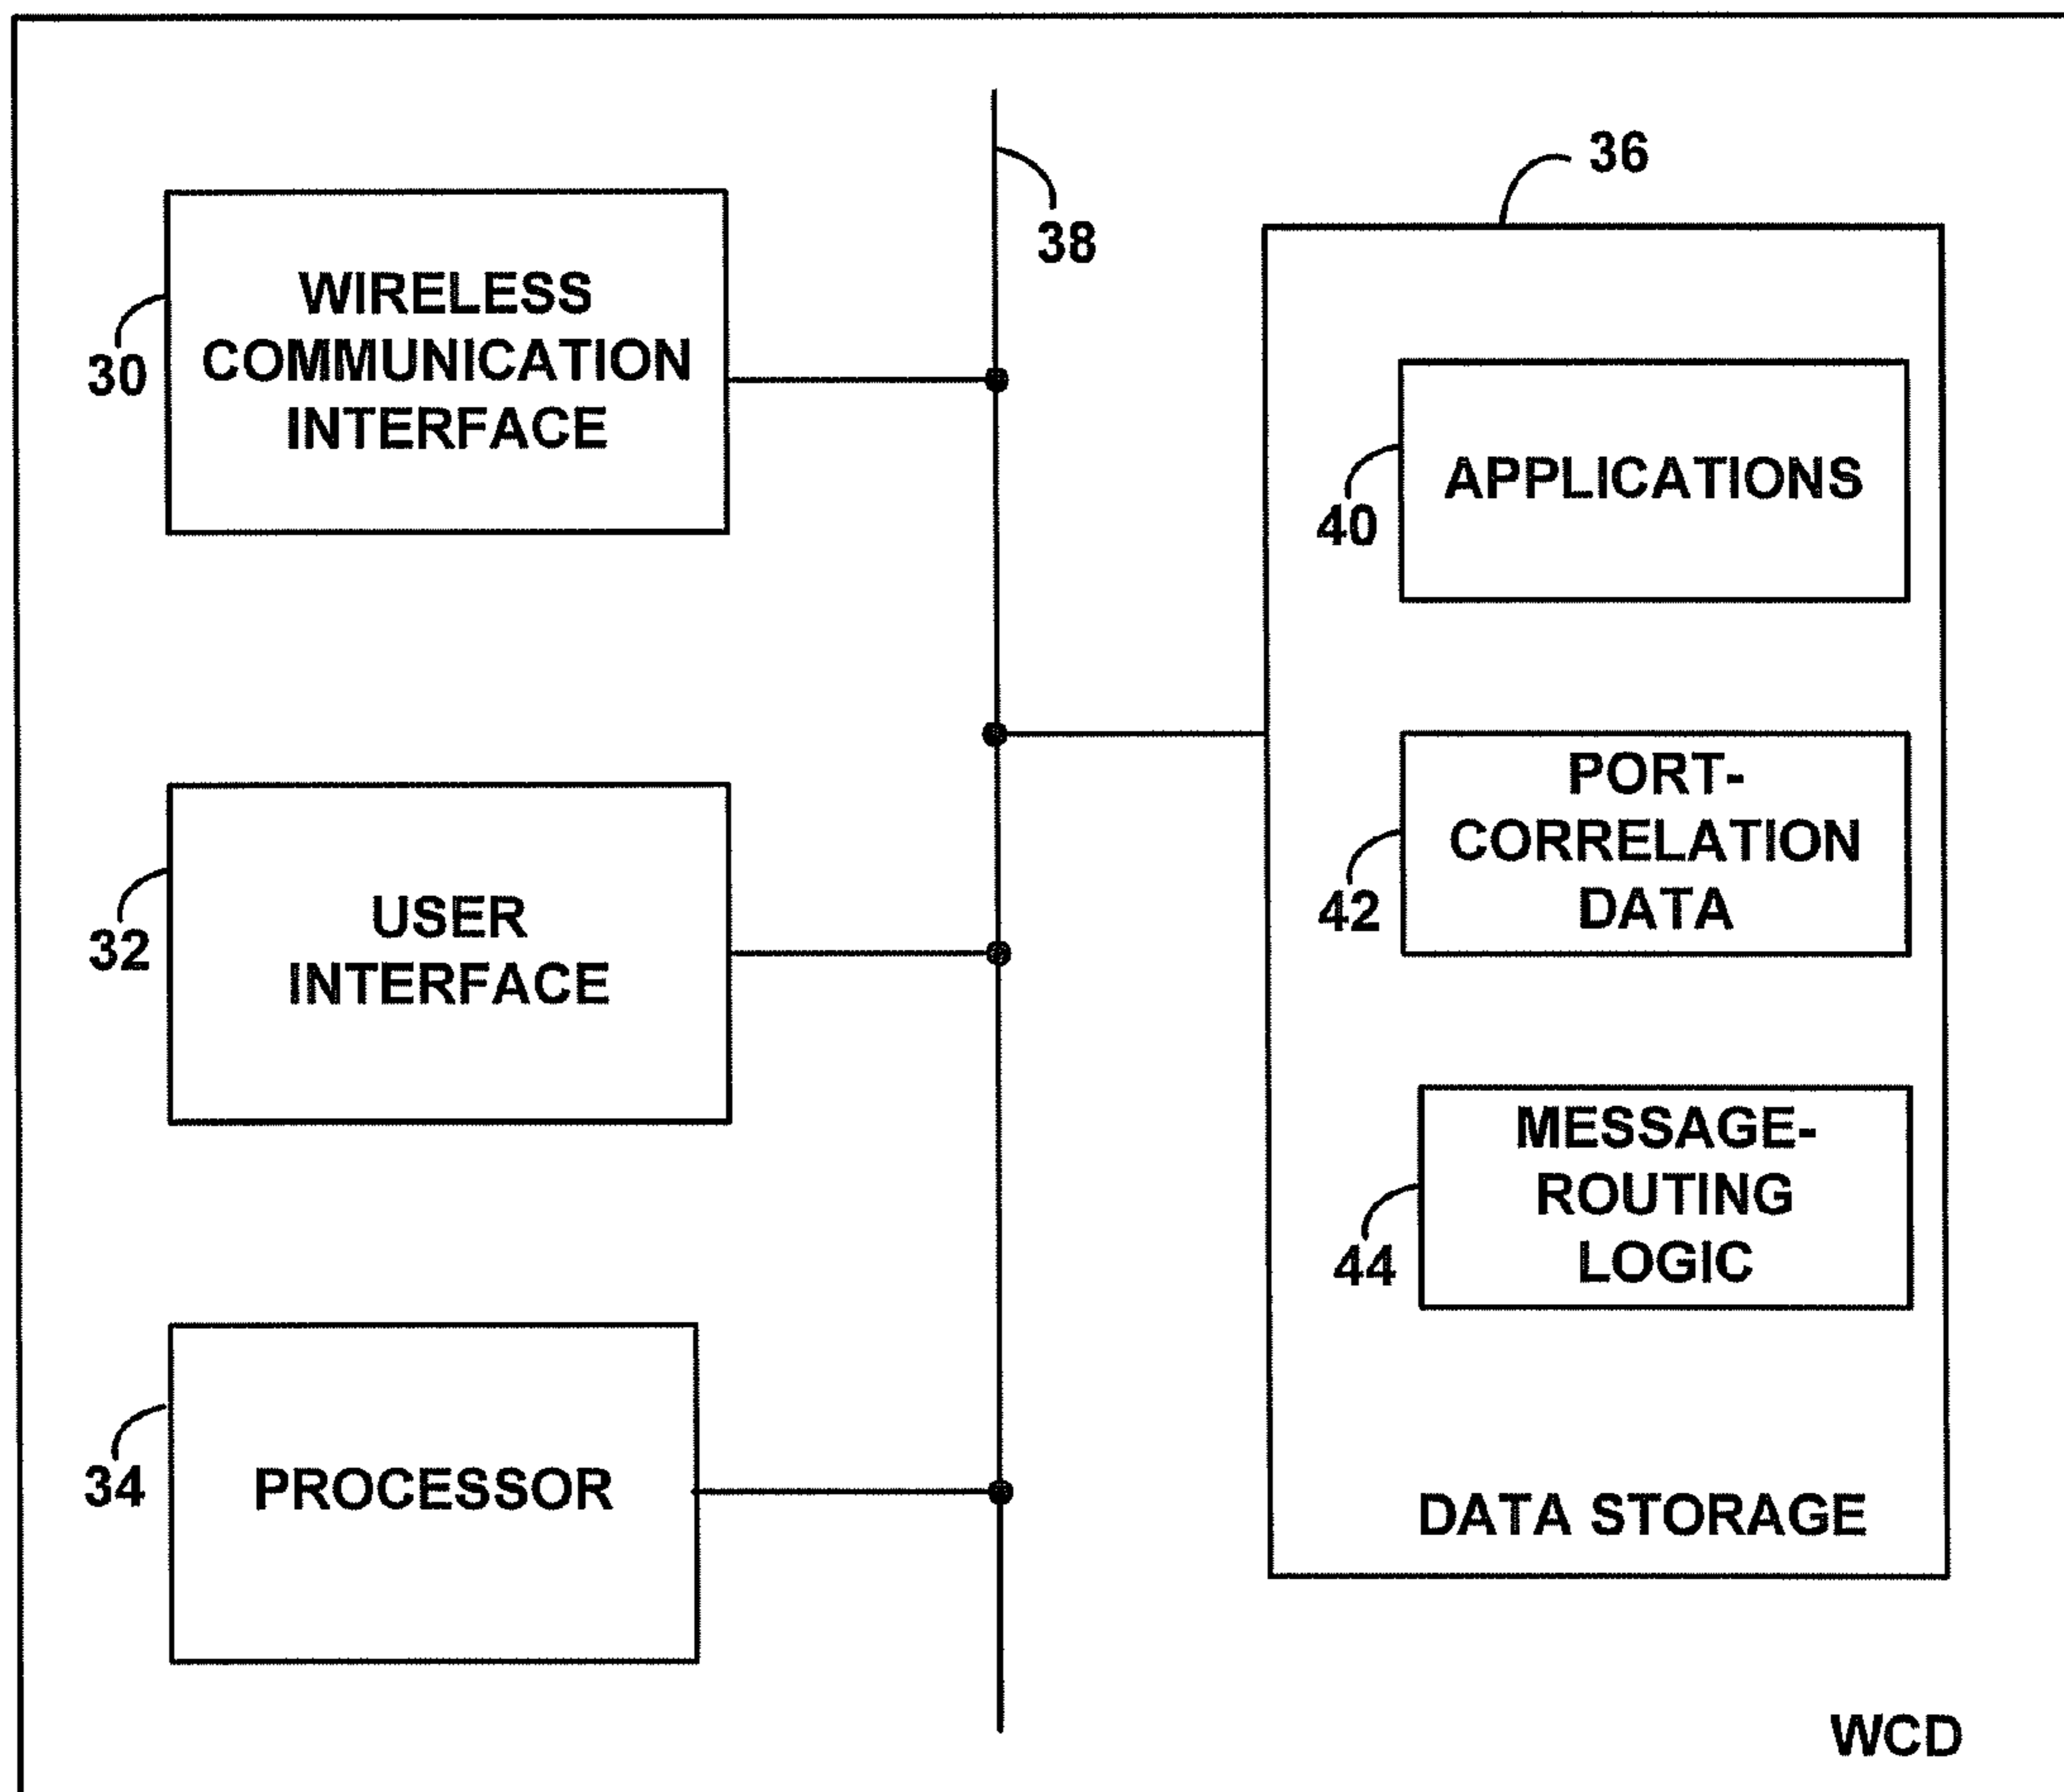 36
38
WIRELESS
COMMUNICATION
INTERFACE
30
APPLICATIONS
40
PORT-
CORRELATION
DATA
42
USER
INTERFACE
32
MESSAGE-
ROUTING
LOGIC
44
PROCESSOR
34
DATA STORAGE
WCD